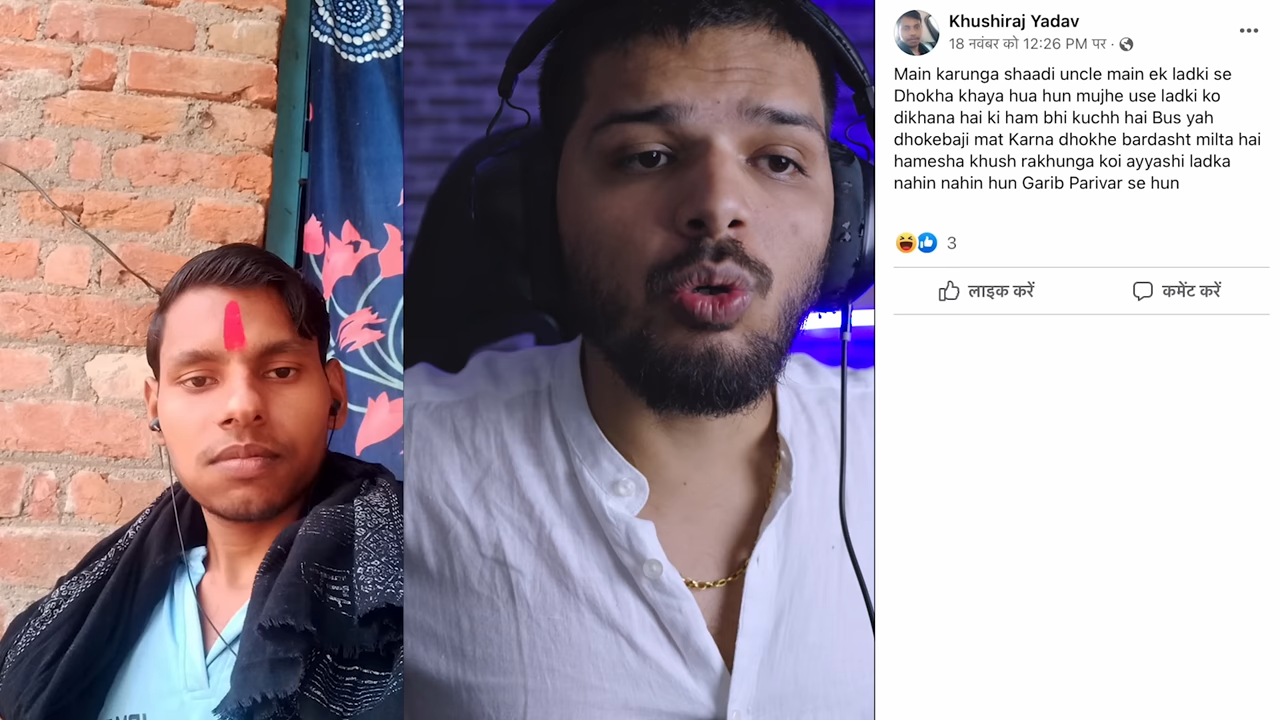 Khushiraj Yadav
18 नवंबर को 12:26 PM पर ·
Main karunga shaadi uncle main ek ladki se
Dhokha khaya hua hun mujhe use ladki ko
dikhana hai ki ham bhi kuchh hai Bus yah
dhokebaji mat Karna dhokhe bardasht milta hai
hamesha khush rakhunga koi ayyashi ladka
nahin nahin hun Garib Parivar se hun
3
लाइक करें
कमेंट करें